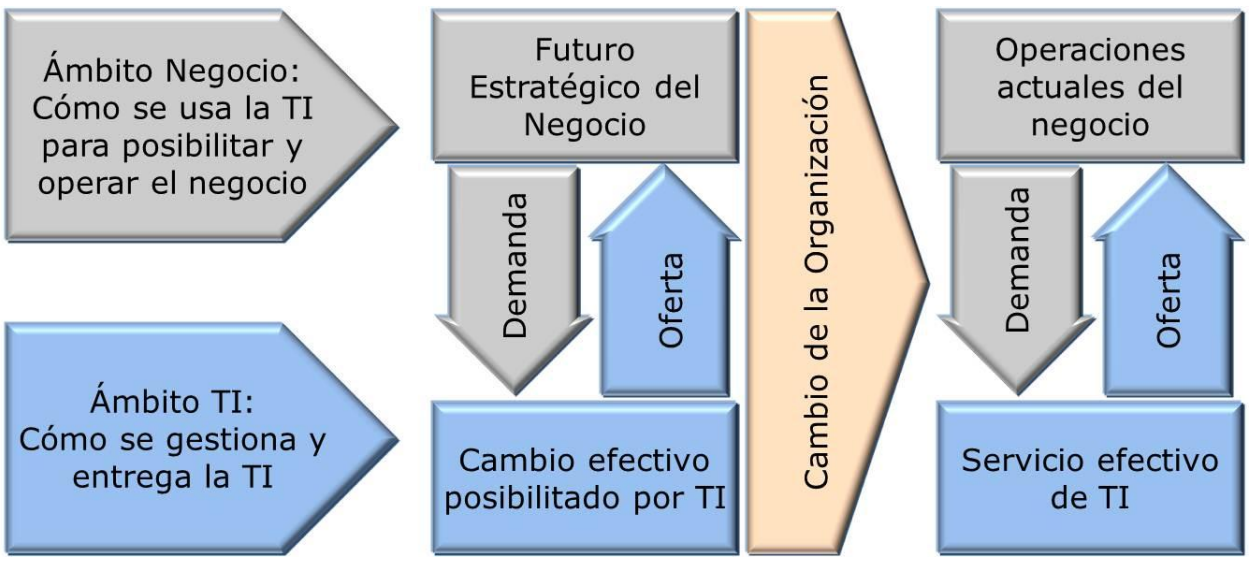 Ámbito Negocio:
Cómo se usa la TI
para posibilitar y
operar el negocio
Futuro
Estratégico del
Negocio
Operaciones
actuales del
negocio
Demanda
Oferta
Cambio de la Organización
Demanda
Oferta
Ámbito TI:
Cómo se gestiona y
entrega la TI
Cambio efectivo
posibilitado por TI
Servicio efectivo
de TI